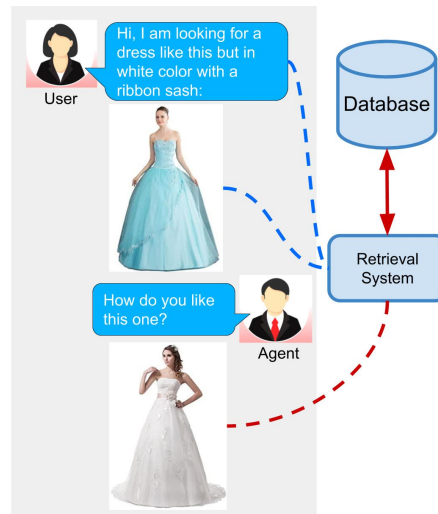 Hi, I am looking for a
dress like this but in
white color with a
ribbon sash:
User
Database
Retrieval
System
How do you like
this one?
Agent